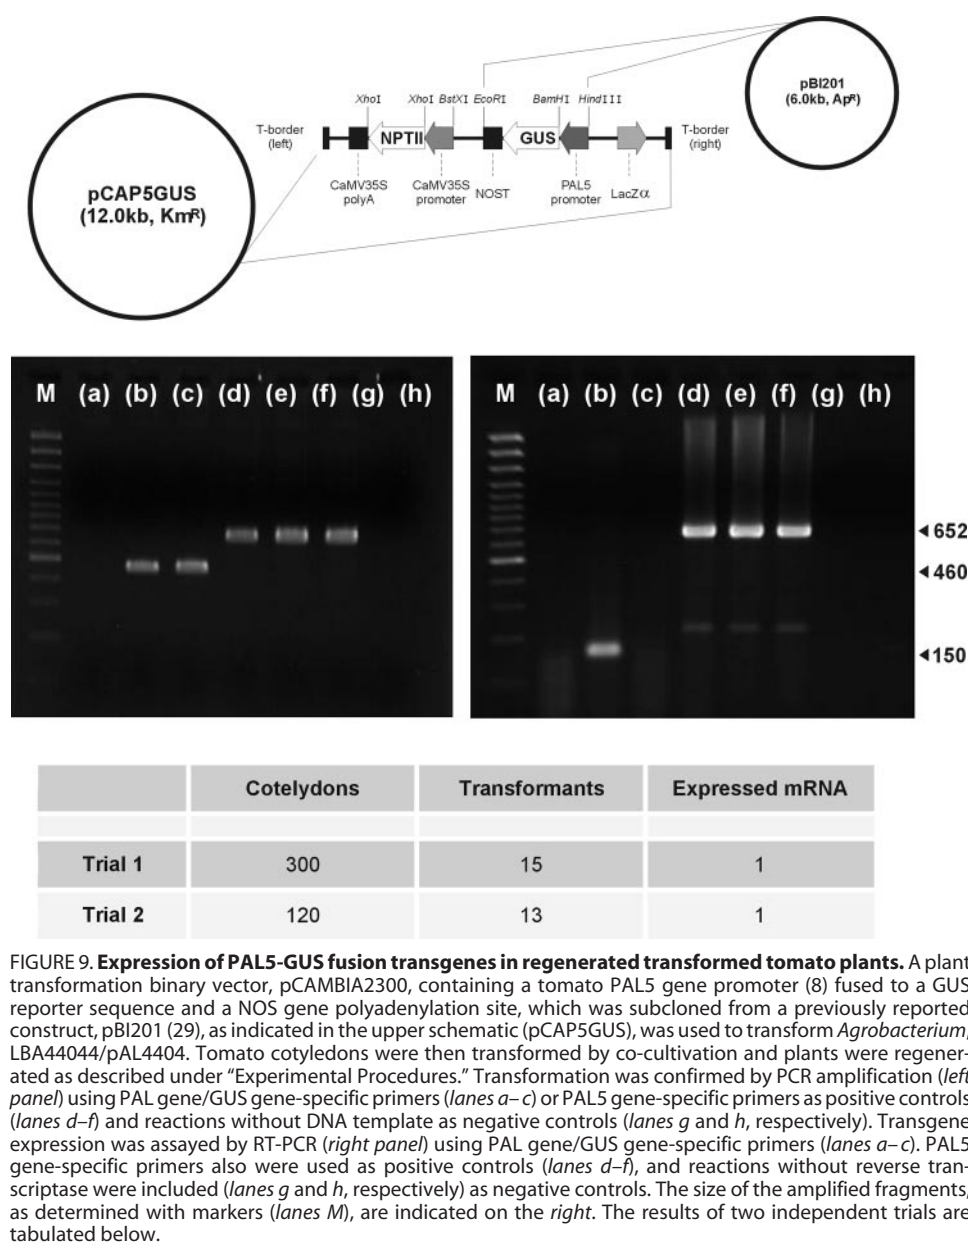 pBI201
(6.0kb, ApR)
XhoI XhoI BstXI EcoRI BamHI HindIII
T-border
(left)
NPTII
GUS
T-border
(right)
CaMV35S
polyA
CaMV35S
promoter
NOST
PAL5
promoter
LacZα
pCAP5GUS
(12.0kb, KmR)
M (a) (b) (c) (d) (e) (f) (g) (h)
M (a) (b) (c) (d) (e) (f) (g) (h)
652
460
150
Cotelydons Transformants Expressed mRNA
Trial 1 300 15 1
Trial 2 120 13 1
FIGURE 9. Expression of PAL5-GUS fusion transgenes in regenerated transformed tomato plants. A plant
transformation binary vector, pCAMBIA2300, containing a tomato PAL5 gene promoter (8) fused to a GUS
reporter sequence and a NOS gene polyadenylation site, which was subcloned from a previously reported
construct, pBI201 (29), as indicated in the upper schematic (pCAP5GUS), was used to transform Agrobacterium,
LBA44044/pAL4404. Tomato cotyledons were then transformed by co-cultivation and plants were regener-
ated as described under “Experimental Procedures.” Transformation was confirmed by PCR amplification (left
panel) using PAL gene/GUS gene-specific primers (lanes a–c) or PAL5 gene-specific primers as positive controls
(lanes d–f) and reactions without DNA template as negative controls (lanes g and h, respectively). Transgene
expression was assayed by RT-PCR (right panel) using PAL gene/GUS gene-specific primers (lanes a–c). PAL5
gene-specific primers also were used as positive controls (lanes d–f), and reactions without reverse tran-
scriptase were included (lanes g and h, respectively) as negative controls. The size of the amplified fragments,
as determined with markers (lanes M), are indicated on the right. The results of two independent trials are
tabulated below.